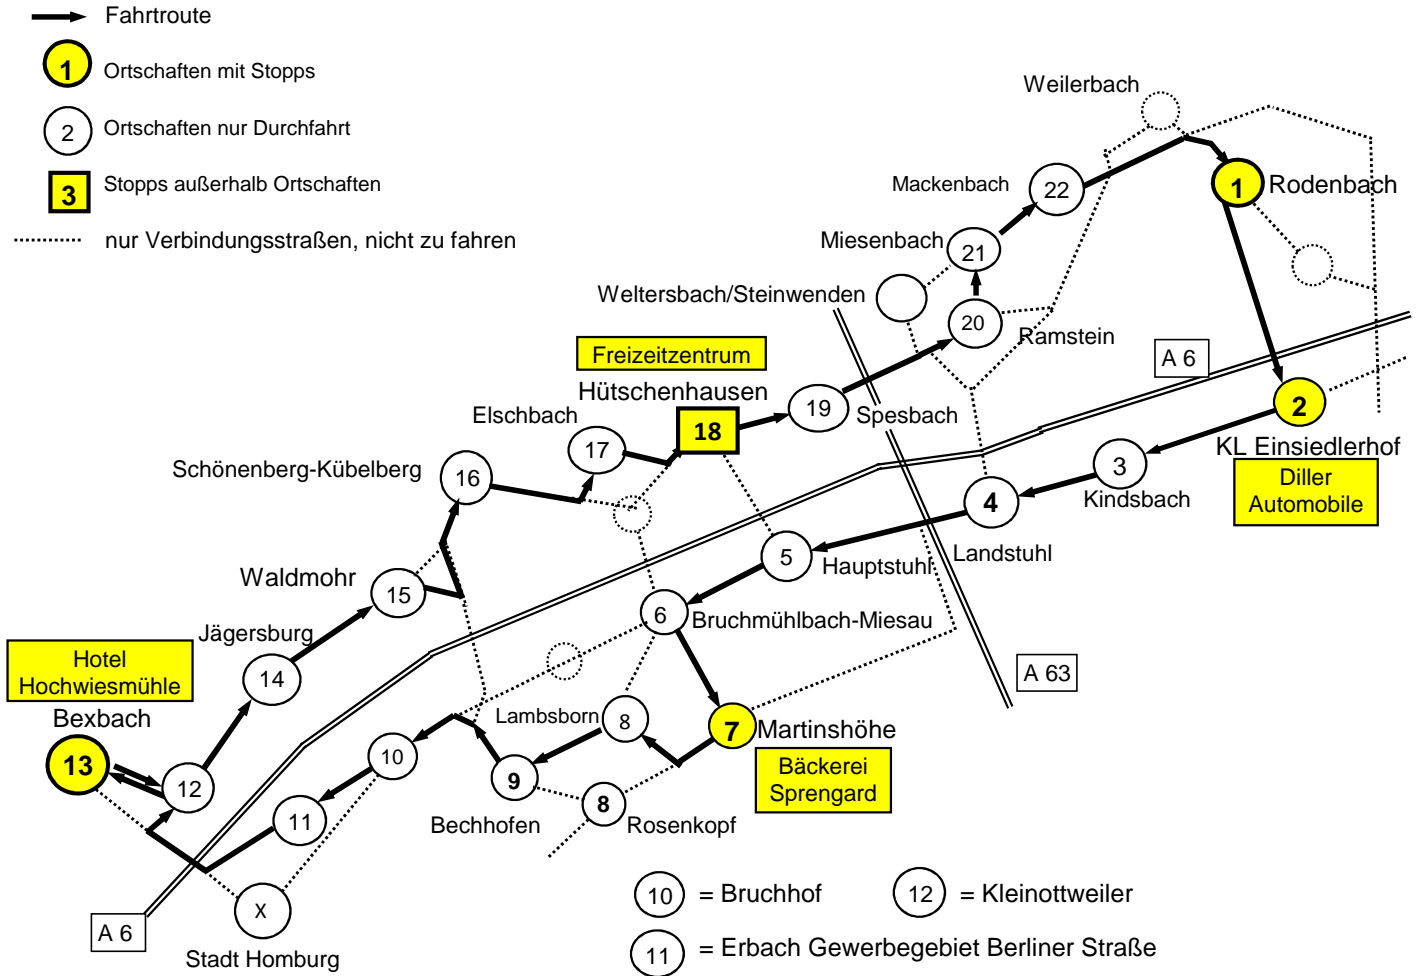 Fahrtroute
1
Ortschaften mit Stopps
2
Ortschaften nur Durchfahrt
3
Stopps außerhalb Ortschaften
nur Verbindungsstraßen, nicht zu fahren
Weilerbach
Mackenbach
22
1
Rodenbach
Miesenbach
21
Weltersbach/Steinwenden
20
Ramstein
Freizeitzentrum
Hütschenhausen
A 6
Elschbach
18
19
Spesbach
2
KL Einsiedlerhof
17
Schönenberg-Kübelberg
16
3
Kindsbach
Diller
Automobile
4
Landstuhl
5
Hauptstuhl
Waldmohr
15
6
Bruchmühlbach-Miesau
Jägersburg
14
Hotel
Hochwiesmühle
Bexbach
A 63
Lambsborn
8
7
Martinshöhe
13
12
10
9
Bäckerei
Sprengard
11
Bechhofen
8
Rosenkopf
X
A 6
Stadt Homburg
10
= Bruchhof
12
= Kleinottweiler
11
= Erbach Gewerbegebiet Berliner Straße